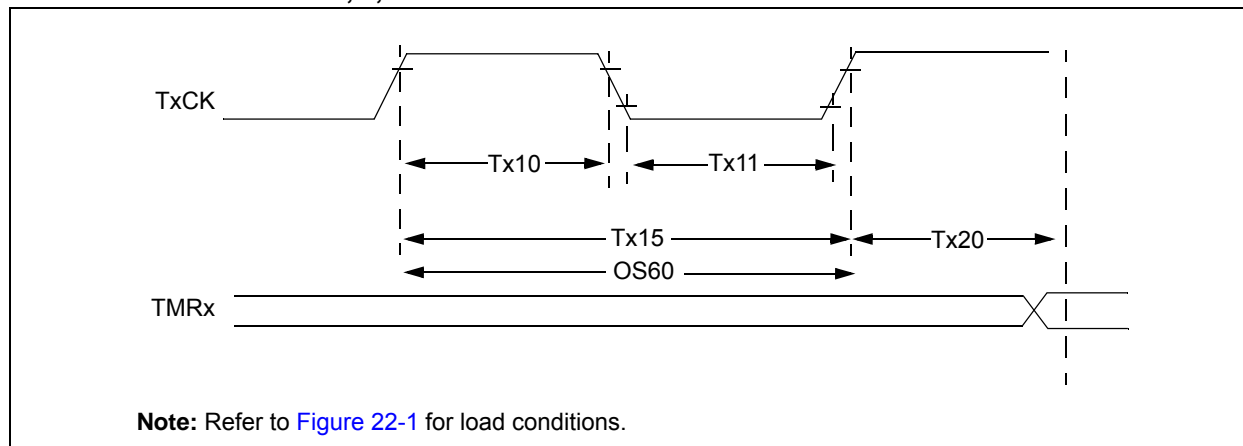 TxCK
Tx10
Tx11
Tx15
Tx20
OS60
TMRx
Note: Refer to Figure 22-1 for load conditions.